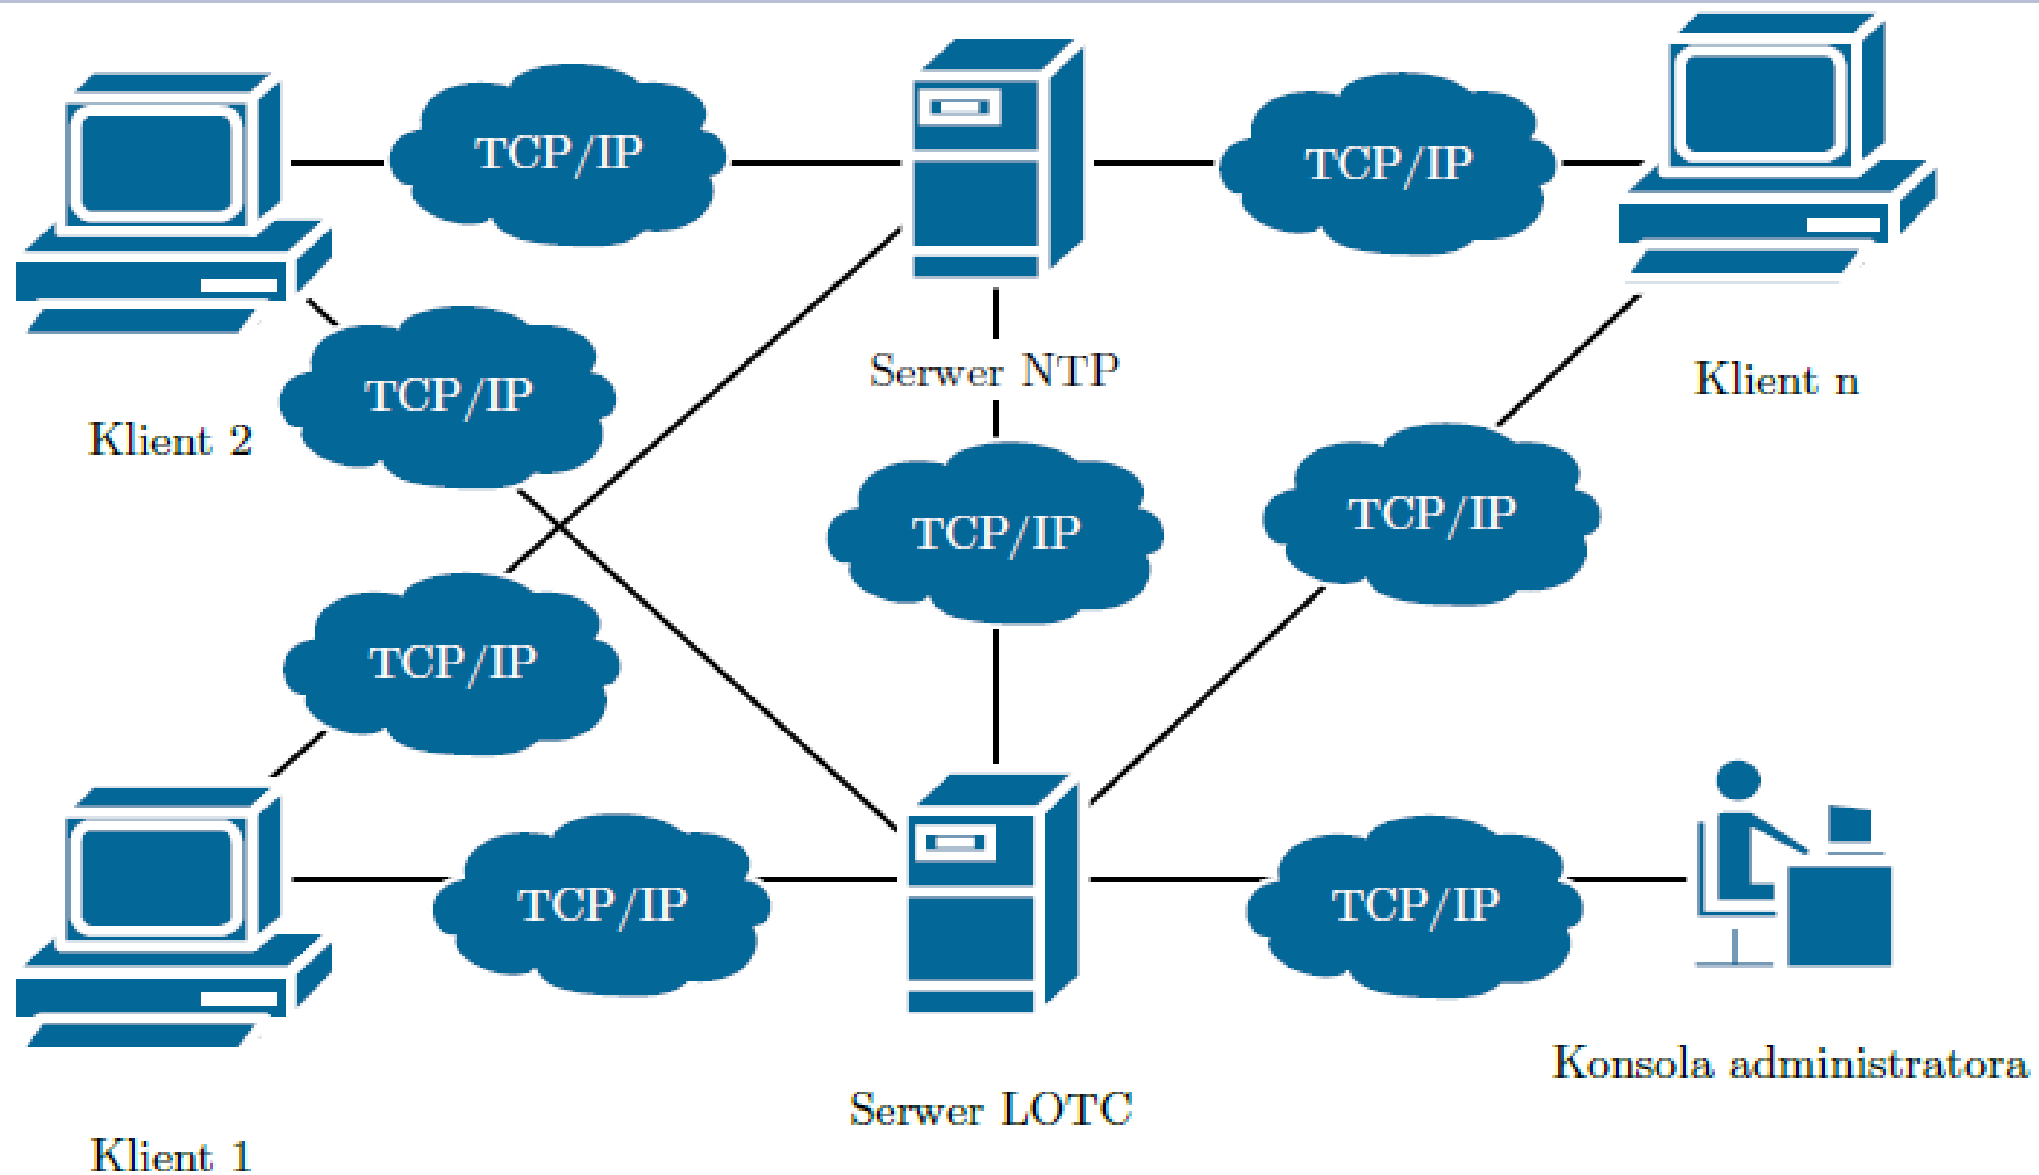 TCP/IP
TCP/IP
Serwer NTP
Klient n
TCP/IP
Klient 2
TCP/IP
TCP/IP
TCP/IP
TCP/IP
TCP/IP
Konsola administratora
Serwer LOTC
Klient 1